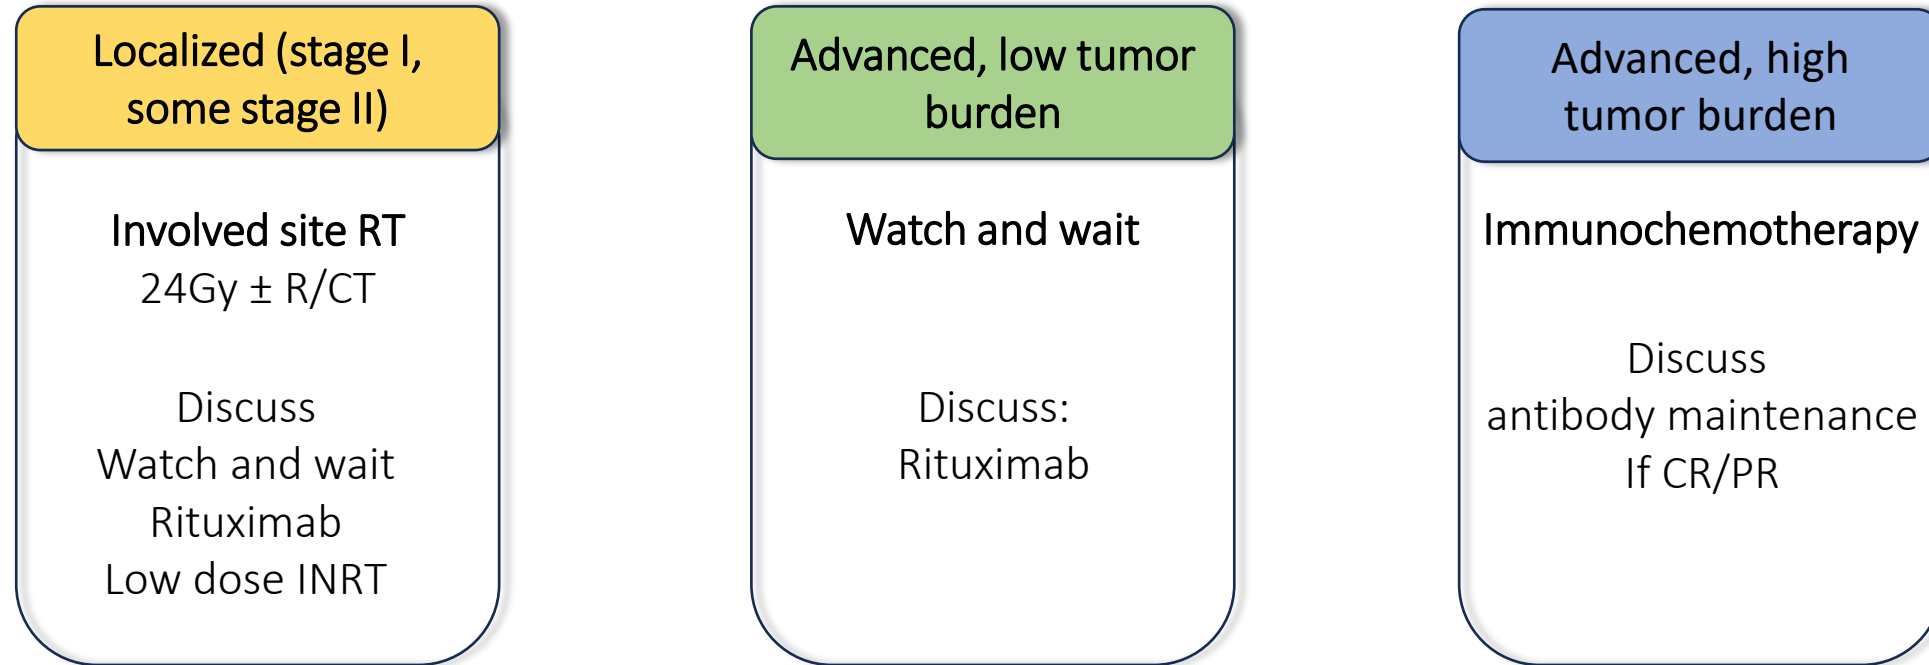 Localized (stage I,
some stage II)
Involved site RT
24Gy ± R/CT
Discuss
Watch and wait
Rituximab
Low dose INRT
Advanced, low tumor
burden
Watch and wait
Discuss:
Rituximab
Advanced, high
tumor burden
Immunochemotherapy
Discuss
antibody maintenance
If CR/PR